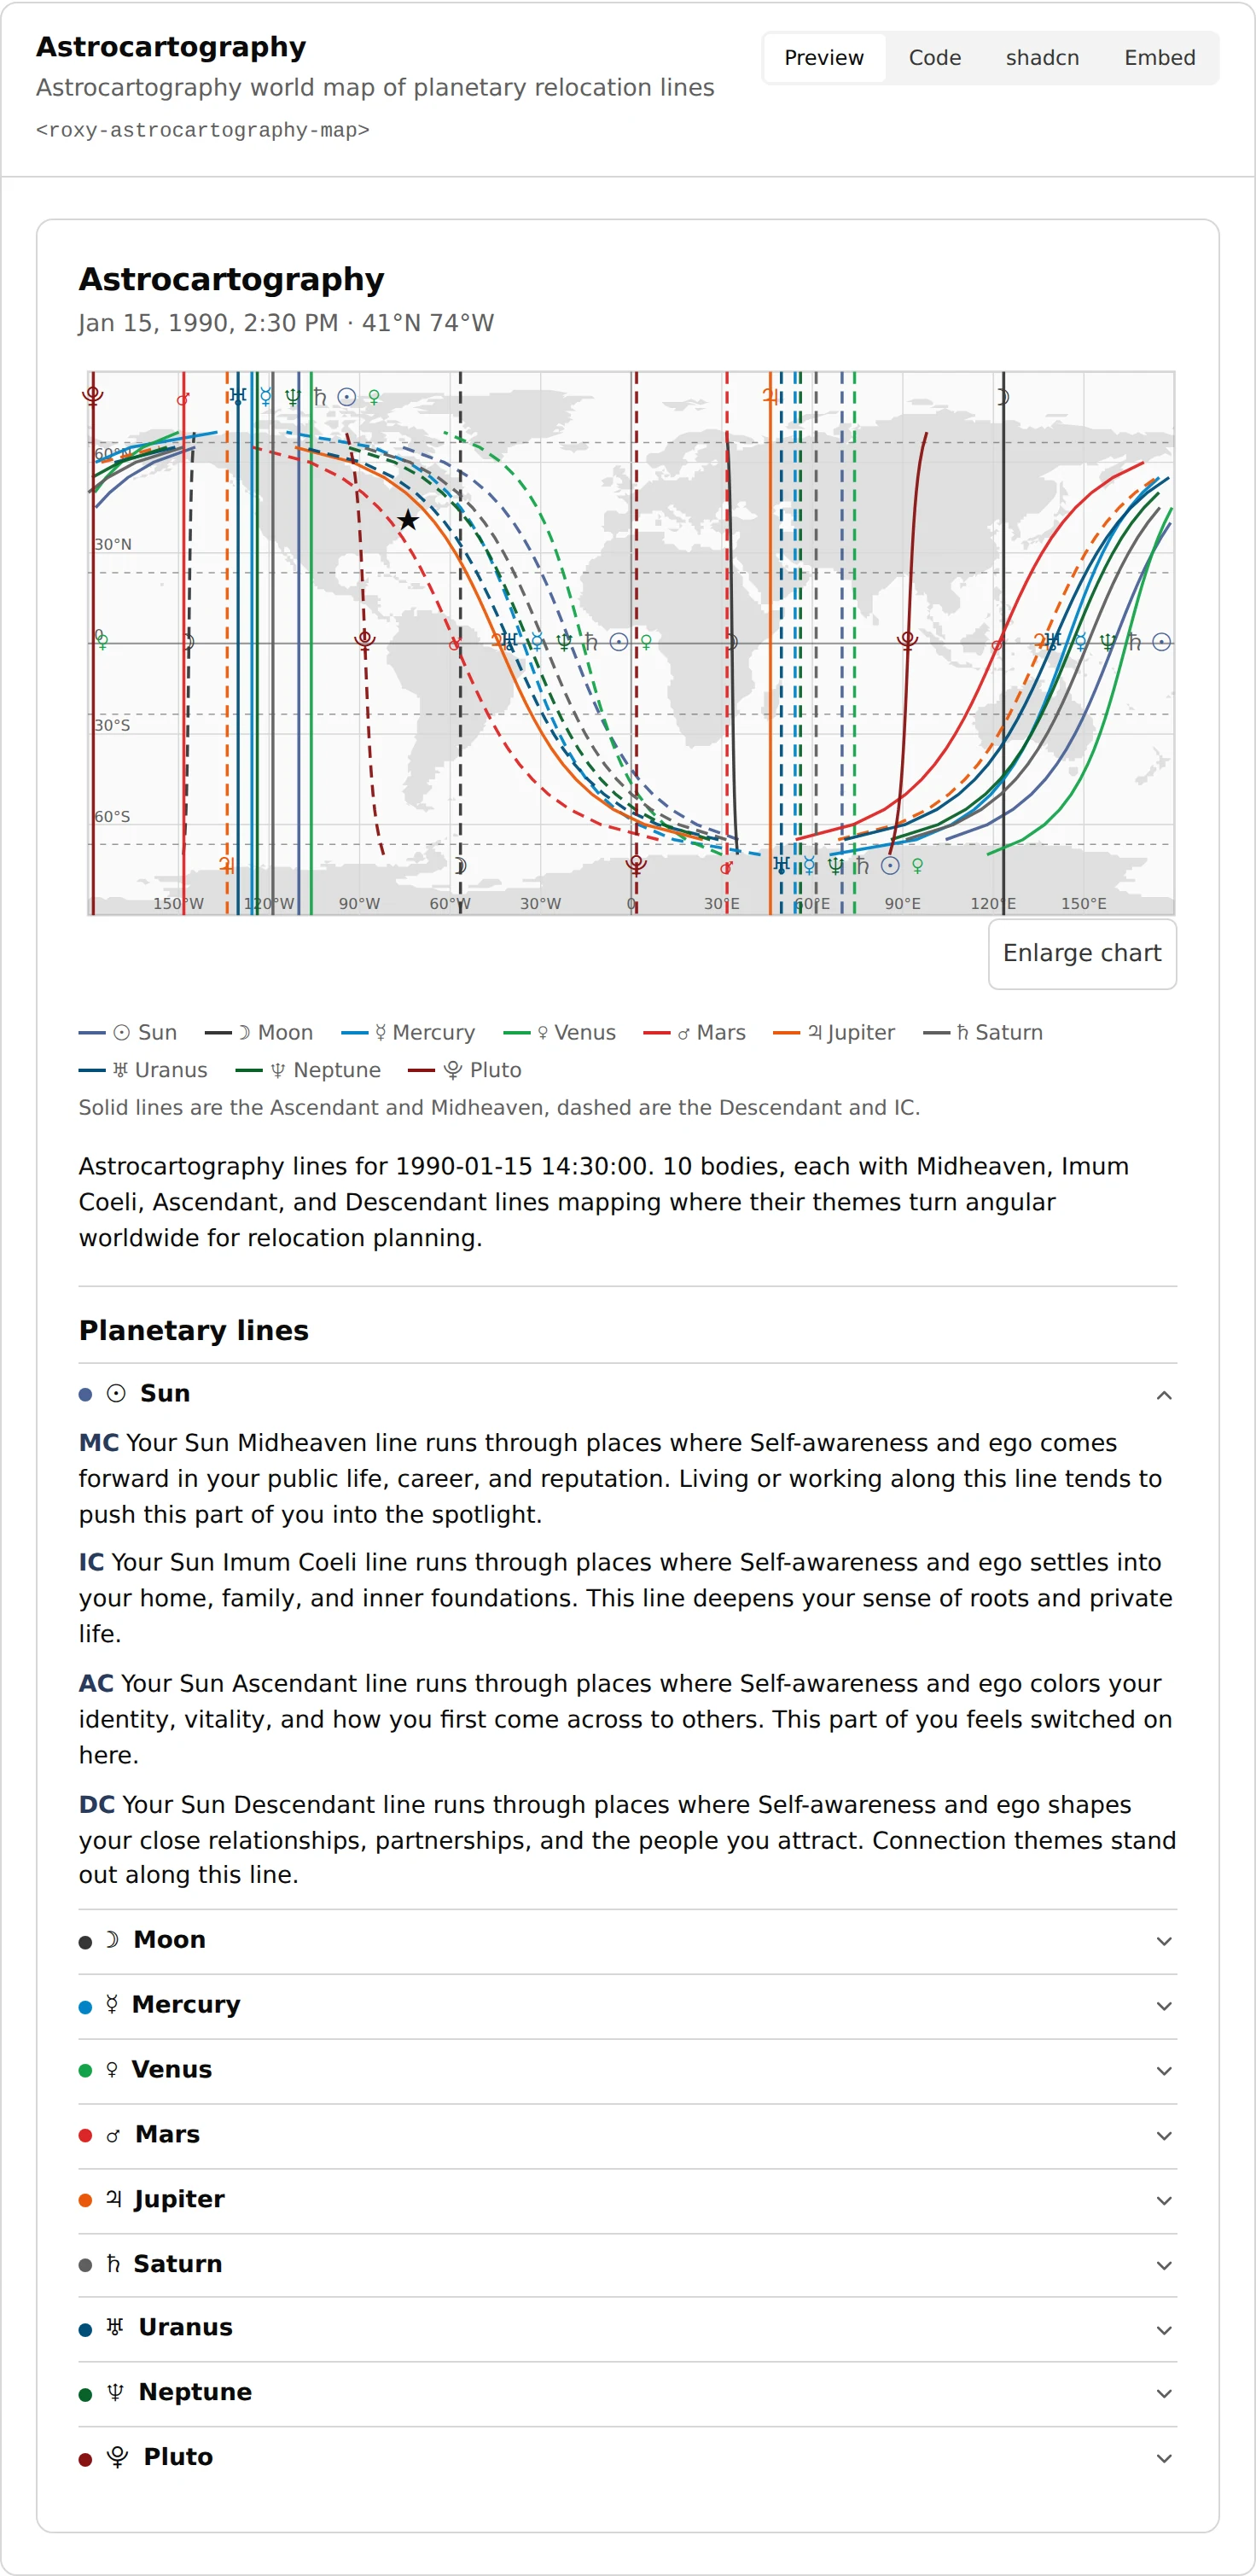 Astrocartography
Preview Code shadcn Embed
Astrocartography world map of planetary relocation lines
<roxy-astrocartography-map>
Astrocartography
Jan 15, 1990, 2:30 PM · 41°N 74°W
♇ ♂ ♅ ☿ ♆ ♄ ☉ ♀ ♃ ☽
60°N
30°N
0
♀ ☽ ♇ ♂ ♃ ♅ ☿ ♆ ♄ ☉ ♀ ☽ ♇ ♂ ♃ ♅ ☿ ♆ ♄ ☉
30°S
60°S
♃ ☽ ♇ ♂ ♅ ☿ ♆ ♄ ☉ ♀
150°W 120°W 90°W 60°W 30°W 0 30°E 60°E 90°E 120°E 150°E
Enlarge chart
☉ Sun ☽ Moon ☿ Mercury ♀ Venus ♂ Mars ♃ Jupiter ♄ Saturn
♅ Uranus ♆ Neptune ♇ Pluto
Solid lines are the Ascendant and Midheaven, dashed are the Descendant and IC.
Astrocartography lines for 1990-01-15 14:30:00. 10 bodies, each with Midheaven, Imum
Coeli, Ascendant, and Descendant lines mapping where their themes turn angular
worldwide for relocation planning.
Planetary lines
☉ Sun
MC Your Sun Midheaven line runs through places where Self-awareness and ego comes
forward in your public life, career, and reputation. Living or working along this line tends to
push this part of you into the spotlight.
IC Your Sun Imum Coeli line runs through places where Self-awareness and ego settles into
your home, family, and inner foundations. This line deepens your sense of roots and private
life.
AC Your Sun Ascendant line runs through places where Self-awareness and ego colors your
identity, vitality, and how you first come across to others. This part of you feels switched on
here.
DC Your Sun Descendant line runs through places where Self-awareness and ego shapes
your close relationships, partnerships, and the people you attract. Connection themes stand
out along this line.
☽ Moon
☿ Mercury
♀ Venus
♂ Mars
♃ Jupiter
♄ Saturn
♅ Uranus
♆ Neptune
♇ Pluto